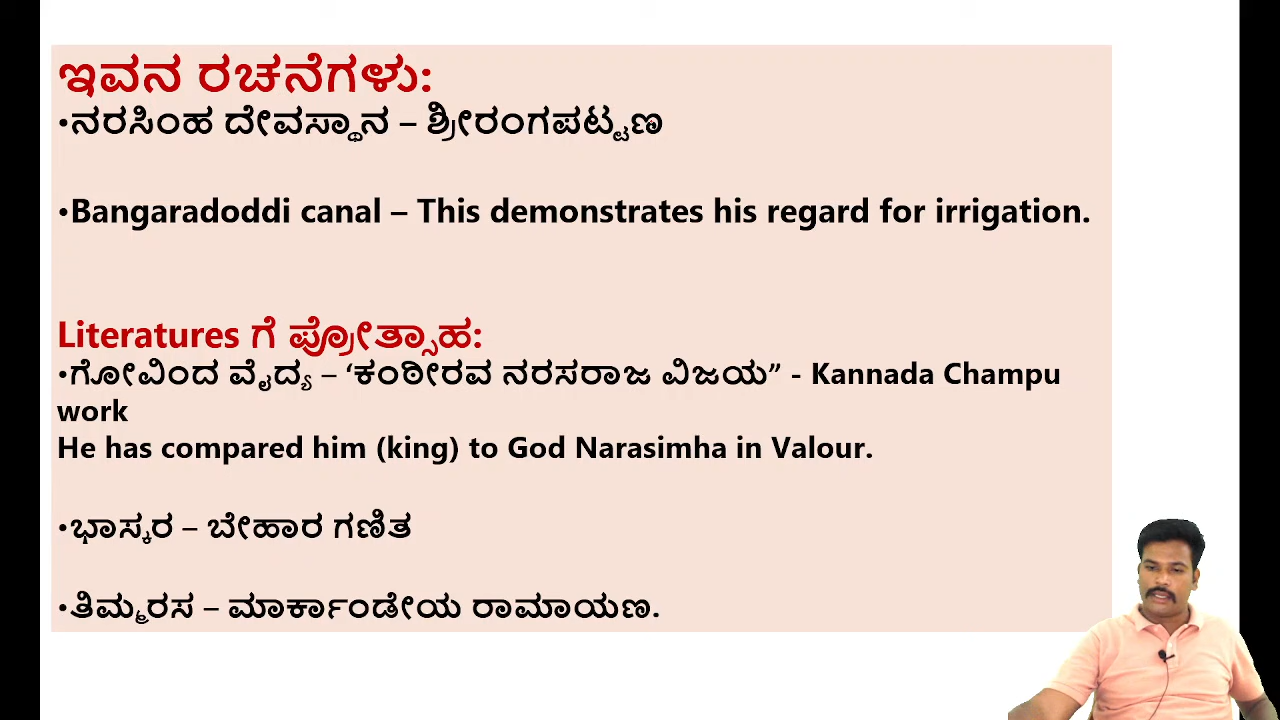 ಇವನ ರಚನೆಗಳು:
•ನರಸಿಂಹ ದೇವಸ್ಥಾನ – ಶ್ರೀರಂಗಪಟ್ಟಣ
•Bangaradoddi canal – This demonstrates his regard for irrigation.
Literatures ಗೆ ಪ್ರೋತ್ಸಾಹ:
•ಗೋವಿಂದ ವೈದ್ಯ – ‘ಕಂಠೀರವ ನರಸರಾಜ ವಿಜಯ” - Kannada Champu
work
He has compared him (king) to God Narasimha in Valour.
•ಭಾಸ್ಕರ – ಬೇಹಾರ ಗಣಿತ
•ತಿಮ್ಮರಸ – ಮಾರ್ಕಾಂಡೇಯ ರಾಮಾಯಣ.